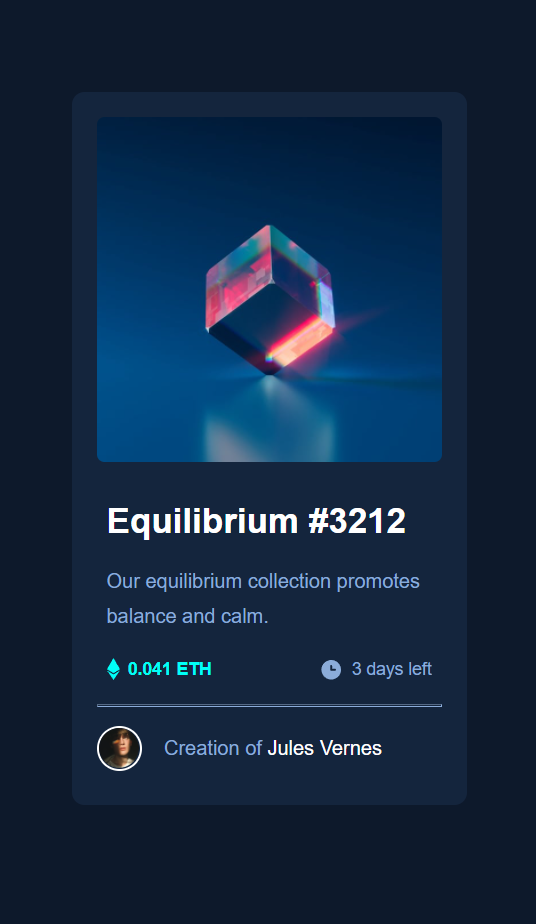 Equilibrium #3212
Our equilibrium collection promotes
balance and calm.
0.041 ETH
3 days left
Creation of Jules Vernes